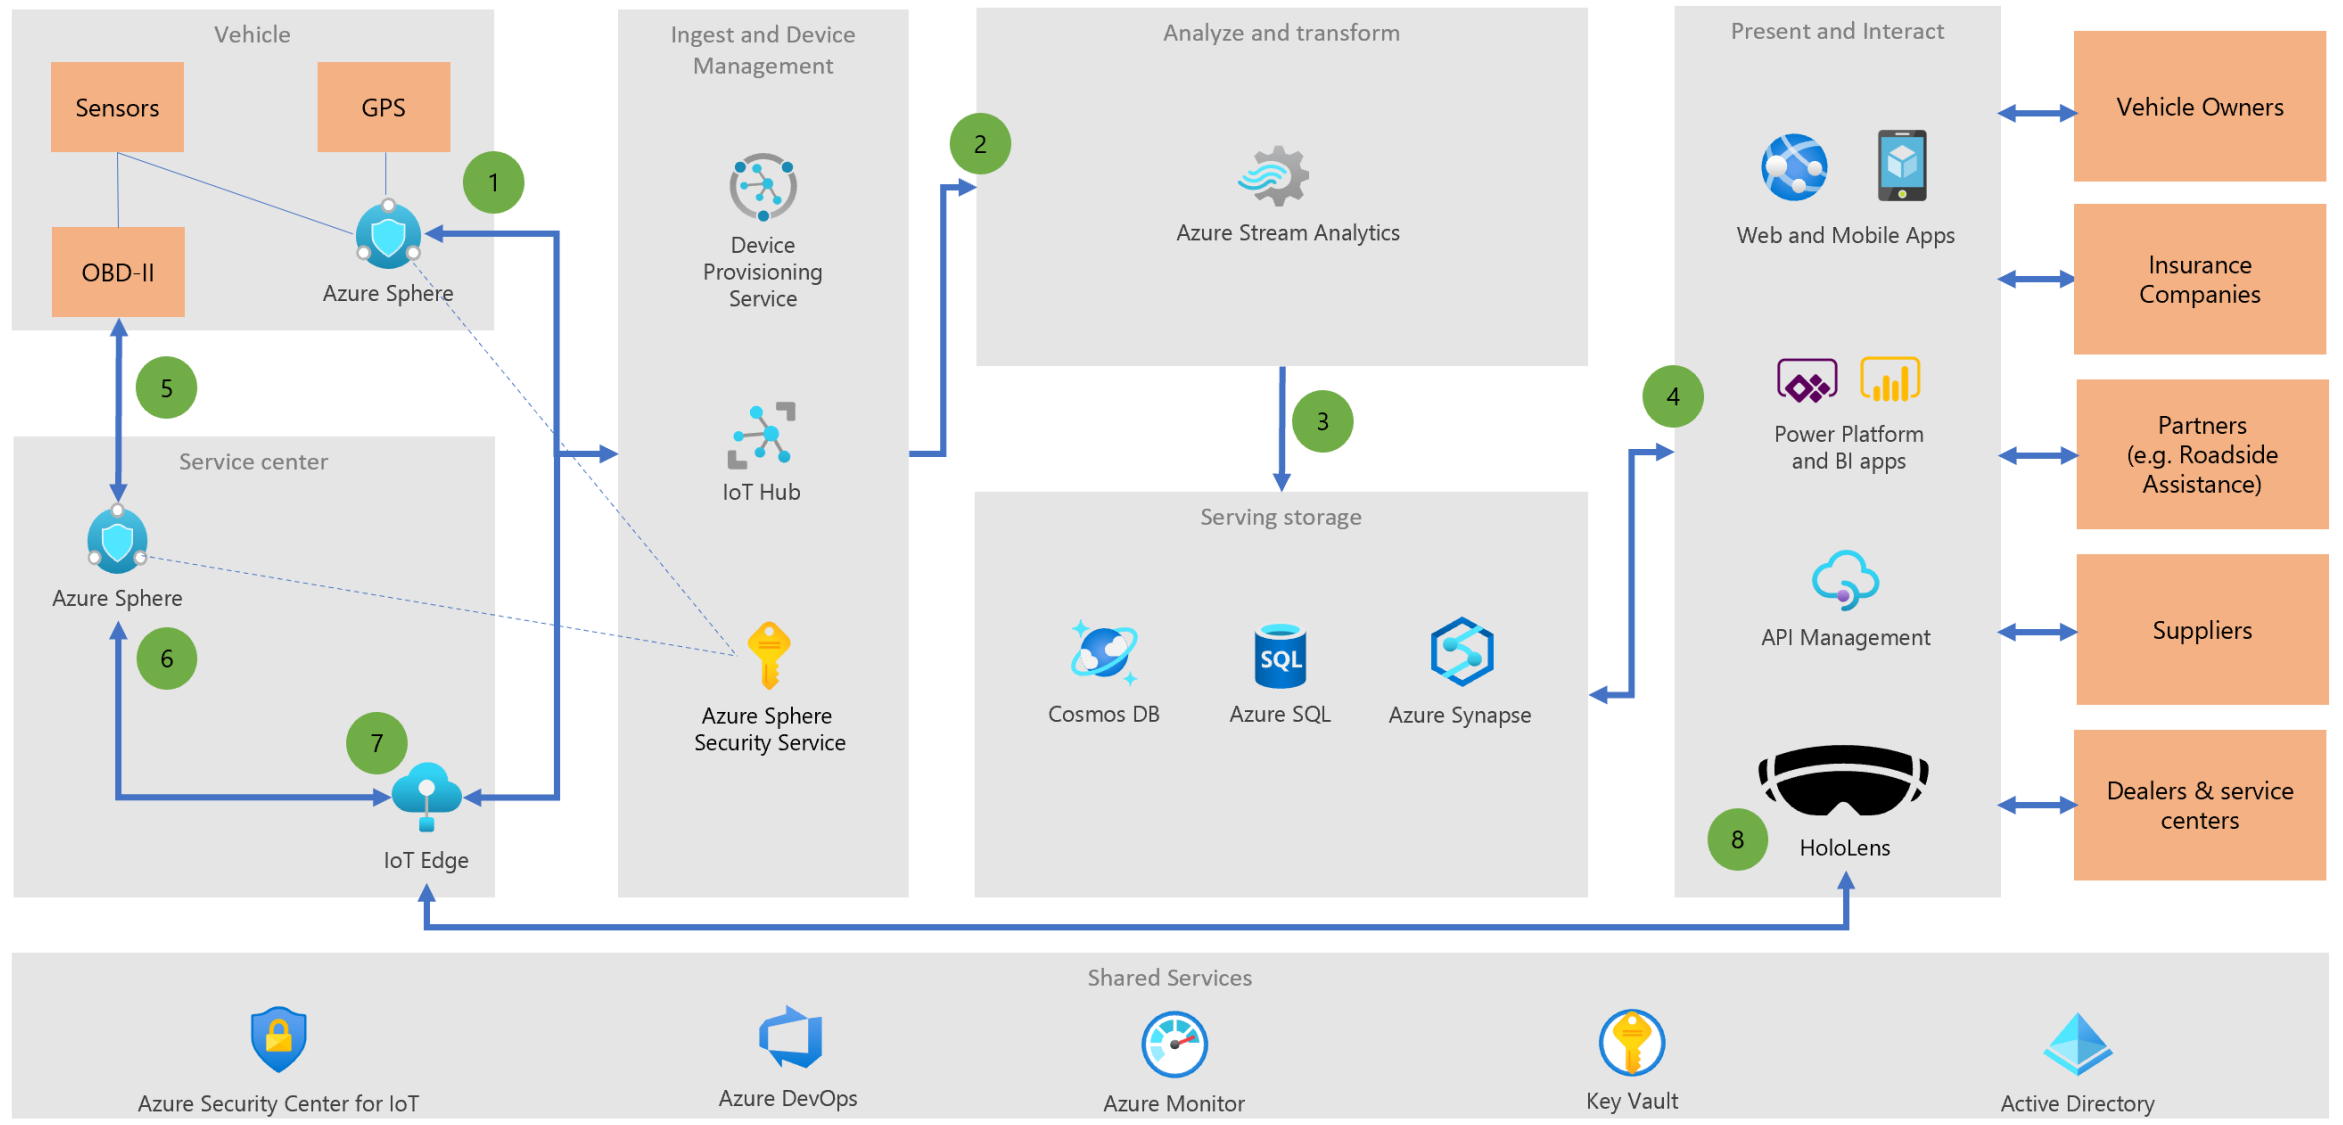 Vehicle
Sensors
GPS
1
OBD-II
Azure Sphere
5
Service center
Azure Sphere
6
7
IoT Edge
Ingest and Device
Management
Device
Provisioning
Service
IoT Hub
Azure Sphere
Security Service
2
Analyze and transform
Azure Stream Analytics
3
Serving storage
Cosmos DB
SQL
Azure SQL
Azure Synapse
4
Present and Interact
Web and Mobile Apps
Power Platform
and BI apps
API Management
8
HoloLens
Vehicle Owners
Insurance
Companies
Partners
(e.g. Roadside
Assistance)
Suppliers
Dealers & service
centers
Shared Services
Azure Security Center for IoT
Azure DevOps
Azure Monitor
Key Vault
Active Directory